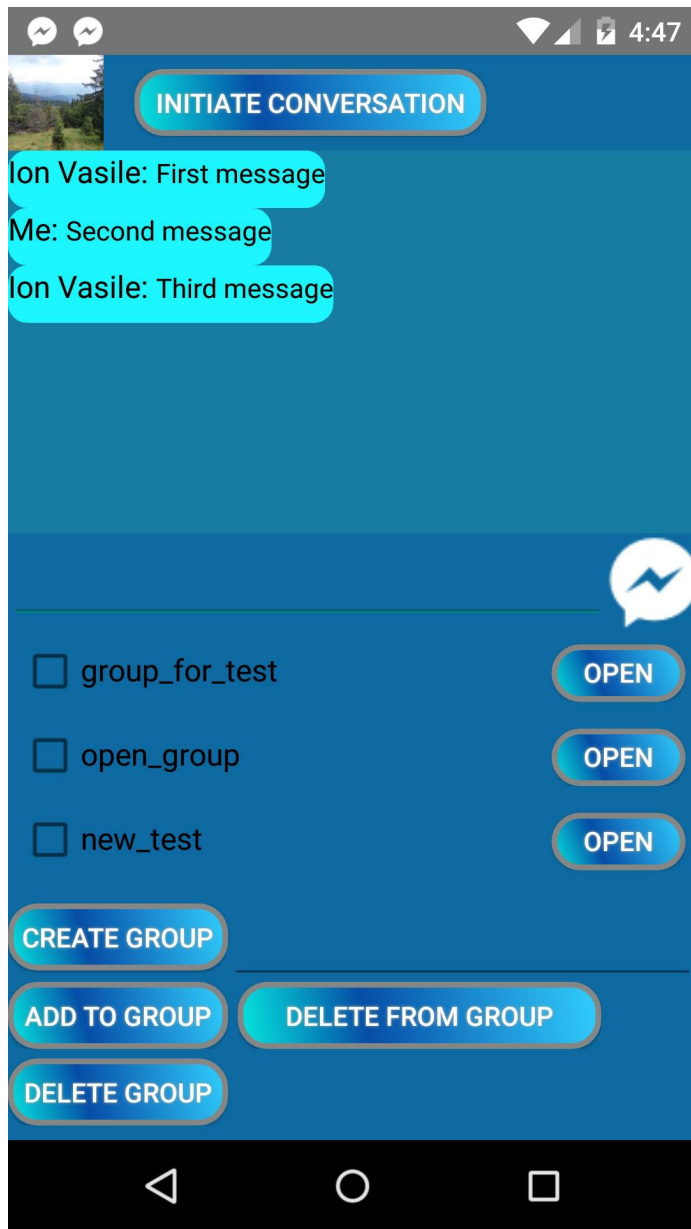 4:47
INITIATE CONVERSATION
Ion Vasile: First message
Me: Second message
Ion Vasile: Third message
group_for_test OPEN
open_group OPEN
new_test OPEN
CREATE GROUP
ADD TO GROUP DELETE FROM GROUP
DELETE GROUP